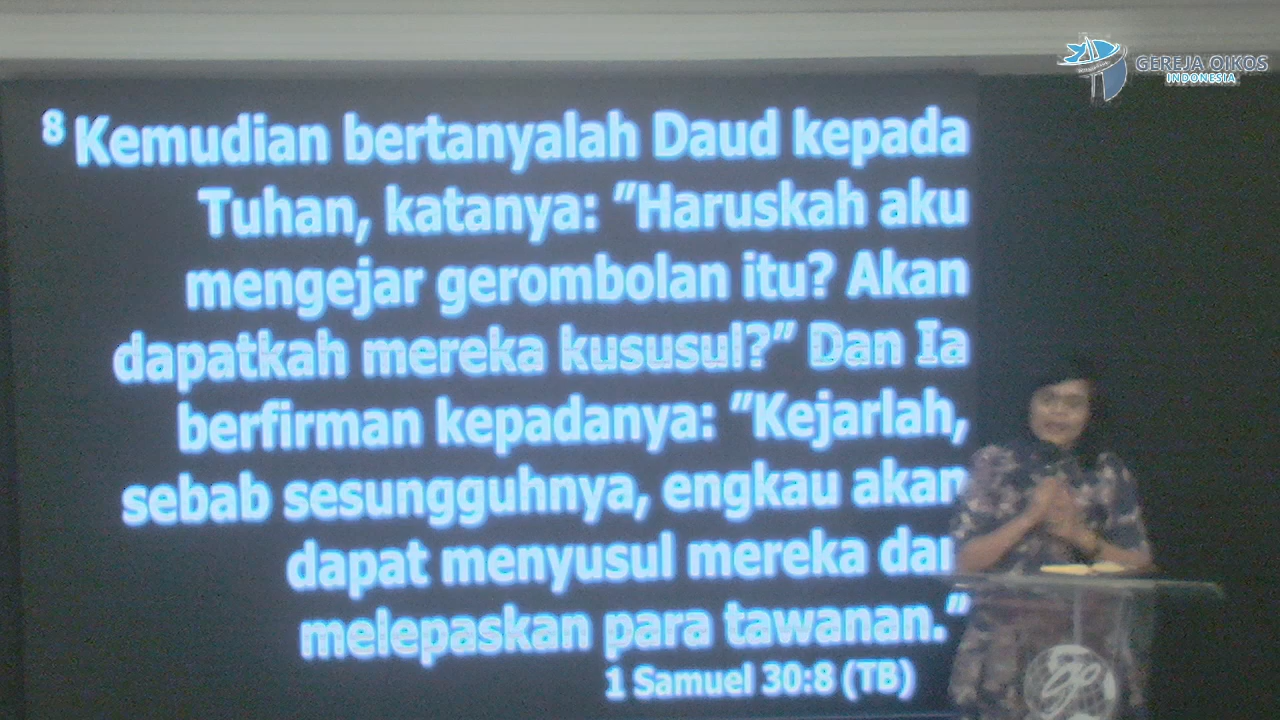 GEREJA OIKOS
INDONESIA
8 Kemudian bertanyalah Daud kepada
Tuhan, katanya: "Haruskah aku
mengejar gerombolan itu? Akan
dapatkah mereka kususul?" Dan Ia
berfirman kepadanya: "Kejarlah,
sebab sesungguhnya, engkau akan
dapat menyusul mereka dan
melepaskan para tawanan."
1 Samuel 30:8 (TB)